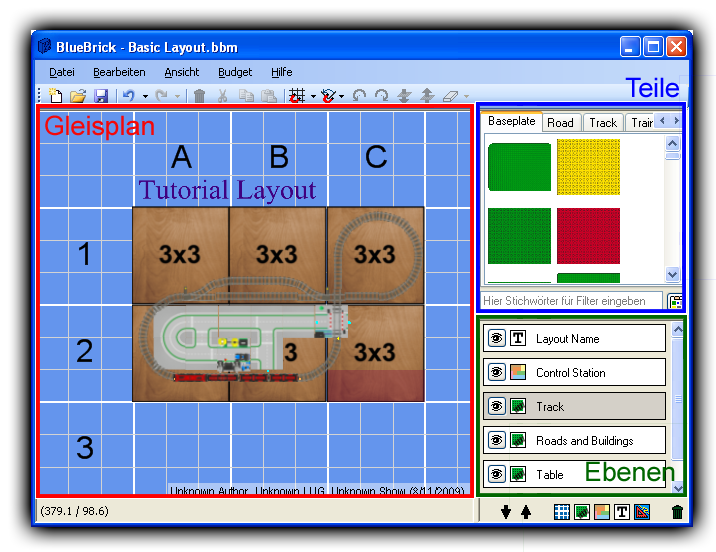 BlueBrick - Basic Layout.bbm
Datei Bearbeiten Ansicht Budget Hilfe
Teile
Gleisplan
A B C
Tutorial Layout
1 3x3 3x3 3x3
2 3 3x3
3
Unknown Author, Unknown LUG, Unknown Show (8/11/2009)
Baseplate Road Track Train
Hier Stichwörter für Filter eingeben
Layout Name
Control Station
Track
Roads and Buildings
Table
Ebenen
(379.1 / 98.6)